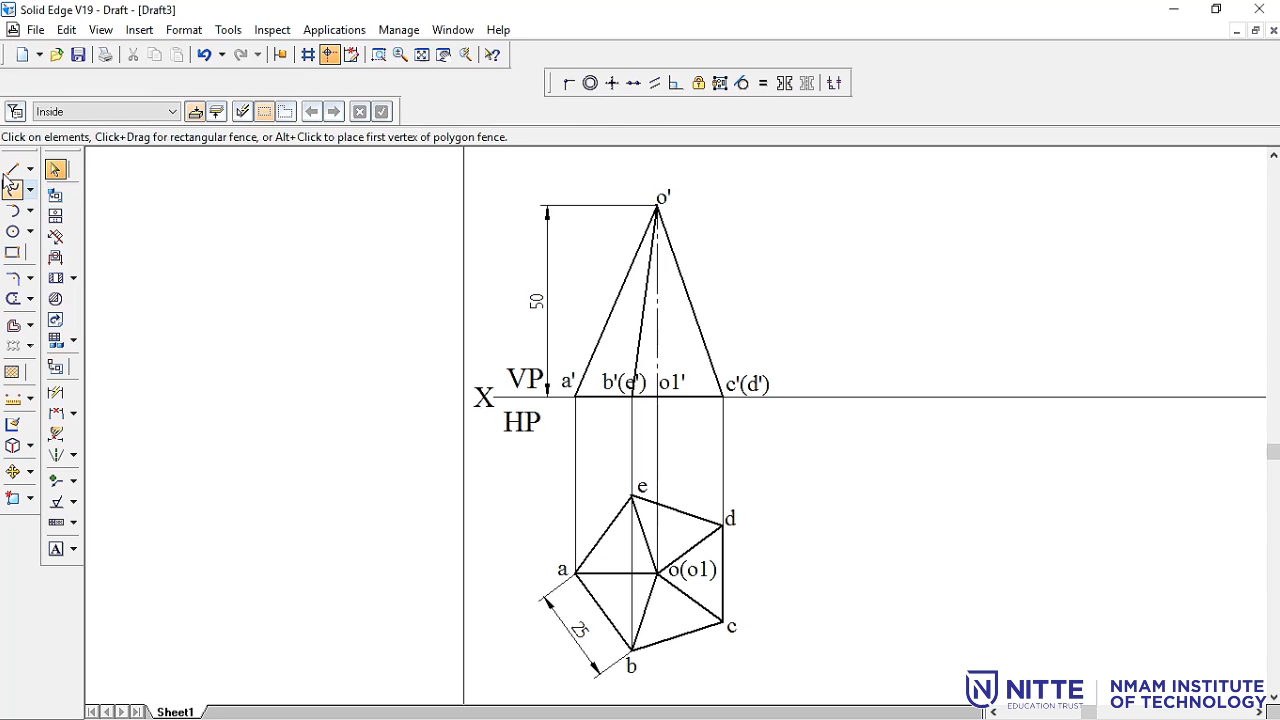 Solid Edge V19 - Draft - [Draft3]
File Edit View Insert Format Tools Inspect Applications Manage Window Help
Inside
Click on elements, Click+Drag for rectangular fence, or Alt+Click to place first vertex of polygon fence.
o'
50
VP a' b'(e') o1' c'(d')
X
HP
e
d
a o(o1)
25
c
b
NITTE
EDUCATION TRUST
NMAM INSTITUTE
OF TECHNOLOGY
Sheet1